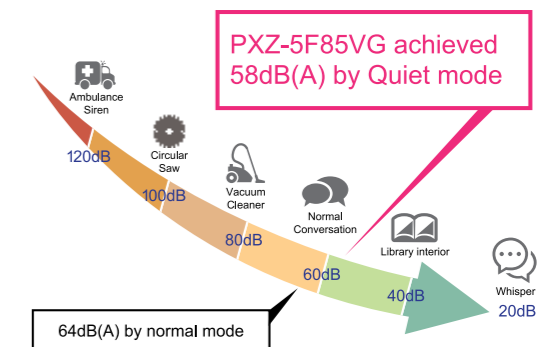 PXZ-5F85VG achieved
58dB(A) by Quiet mode
Ambulance
Siren
120dB
Circular
Saw
100dB
Vacuum
Cleaner
80dB
Normal
Conversation
60dB
Library interior
40dB
Whisper
20dB
64dB(A) by normal mode